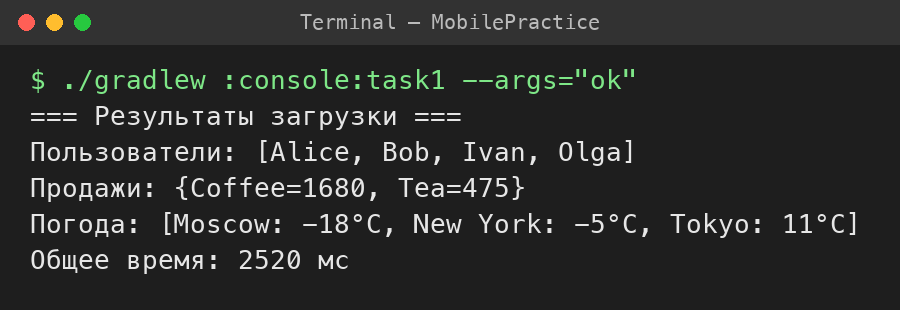 Terminal — MobilePractice
$ ./gradlew :console:task1 --args="ok"
=== Результаты загрузки ===
Пользователи: [Alice, Bob, Ivan, Olga]
Продажи: {Coffee=1680, Tea=475}
Погода: [Moscow: −18°C, New York: −5°C, Tokyo: 11°C]
Общее время: 2520 мс